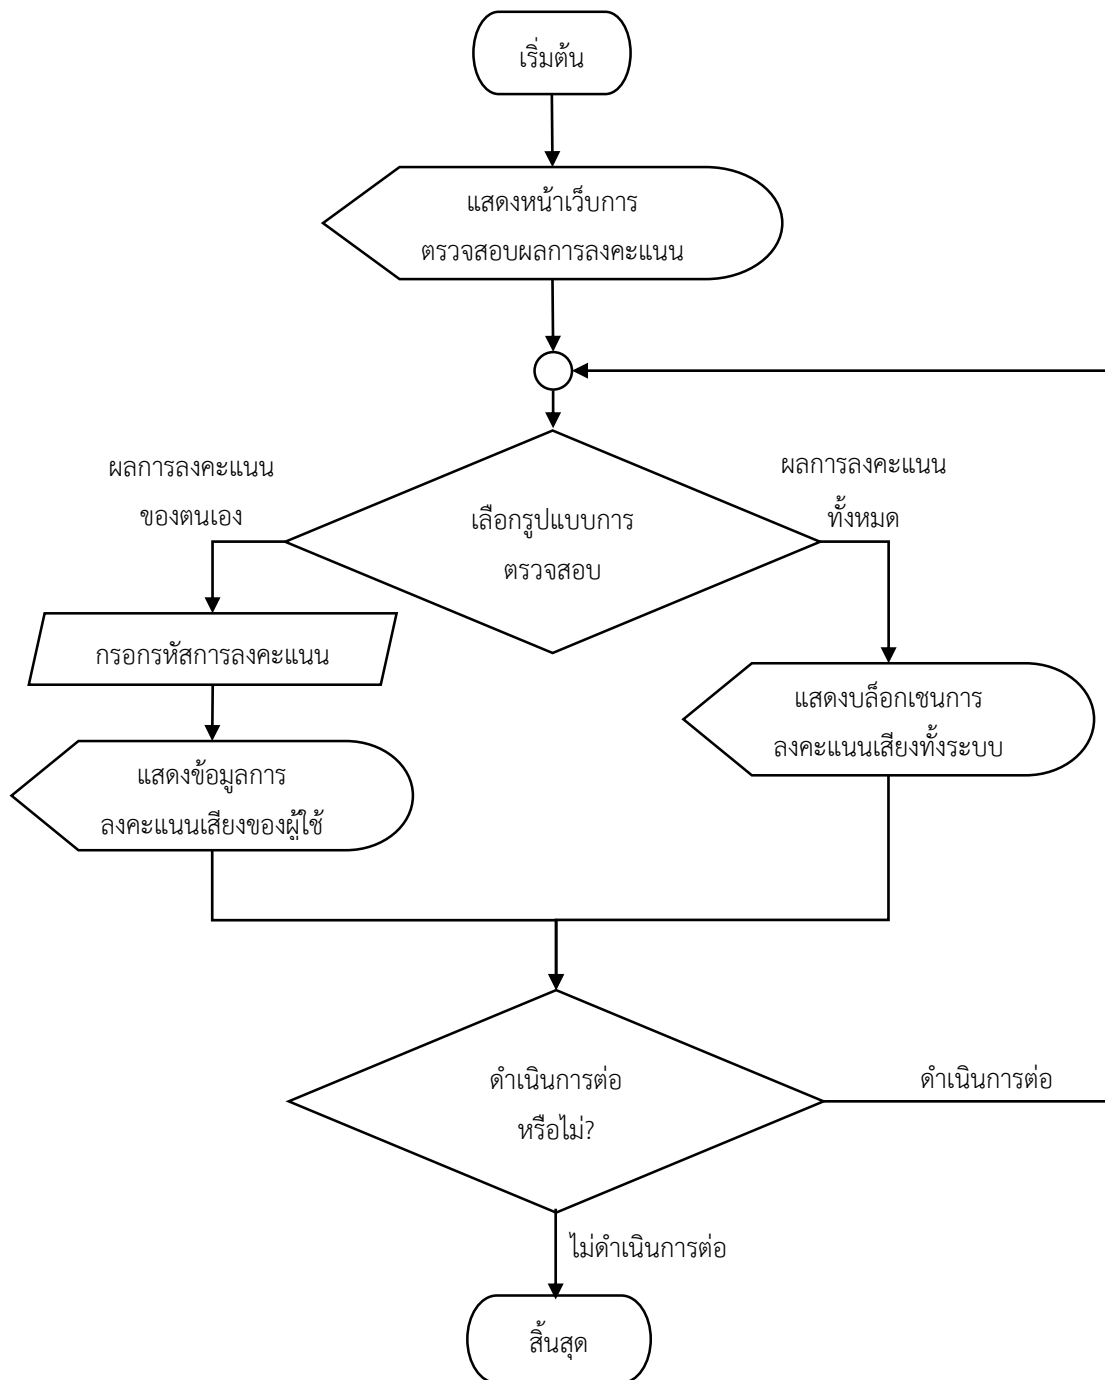 เริ่มต้น
แสดงหน้าเว็บการ
ตรวจสอบผลการลงคะแนน
ผลการลงคะแนน
ของตนเอง
เลือกรูปแบบการ
ตรวจสอบ
ผลการลงคะแนน
ทั้งหมด
กรอกรหัสการลงคะแนน
แสดงบล็อกเชนการ
ลงคะแนนเสียงทั้งระบบ
แสดงข้อมูลการ
ลงคะแนนเสียงของผู้ใช้
ดำเนินการต่อ
หรือไม่?
ดำเนินการต่อ
ไม่ดำเนินการต่อ
สิ้นสุด